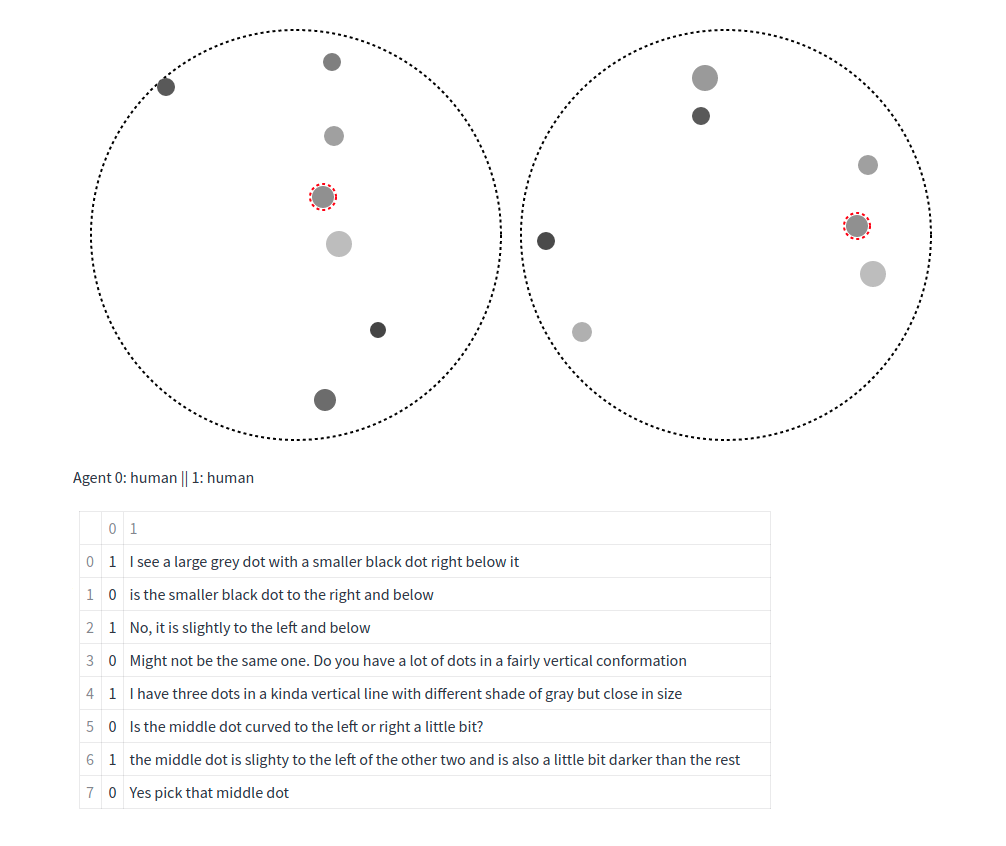 Agent 0: human || 1: human
0 1
0 1 I see a large grey dot with a smaller black dot right below it
1 0 is the smaller black dot to the right and below
2 1 No, it is slightly to the left and below
3 0 Might not be the same one. Do you have a lot of dots in a fairly vertical conformation
4 1 I have three dots in a kinda vertical line with different shade of gray but close in size
5 0 Is the middle dot curved to the left or right a little bit?
6 1 the middle dot is slighty to the left of the other two and is also a little bit darker than the rest
7 0 Yes pick that middle dot